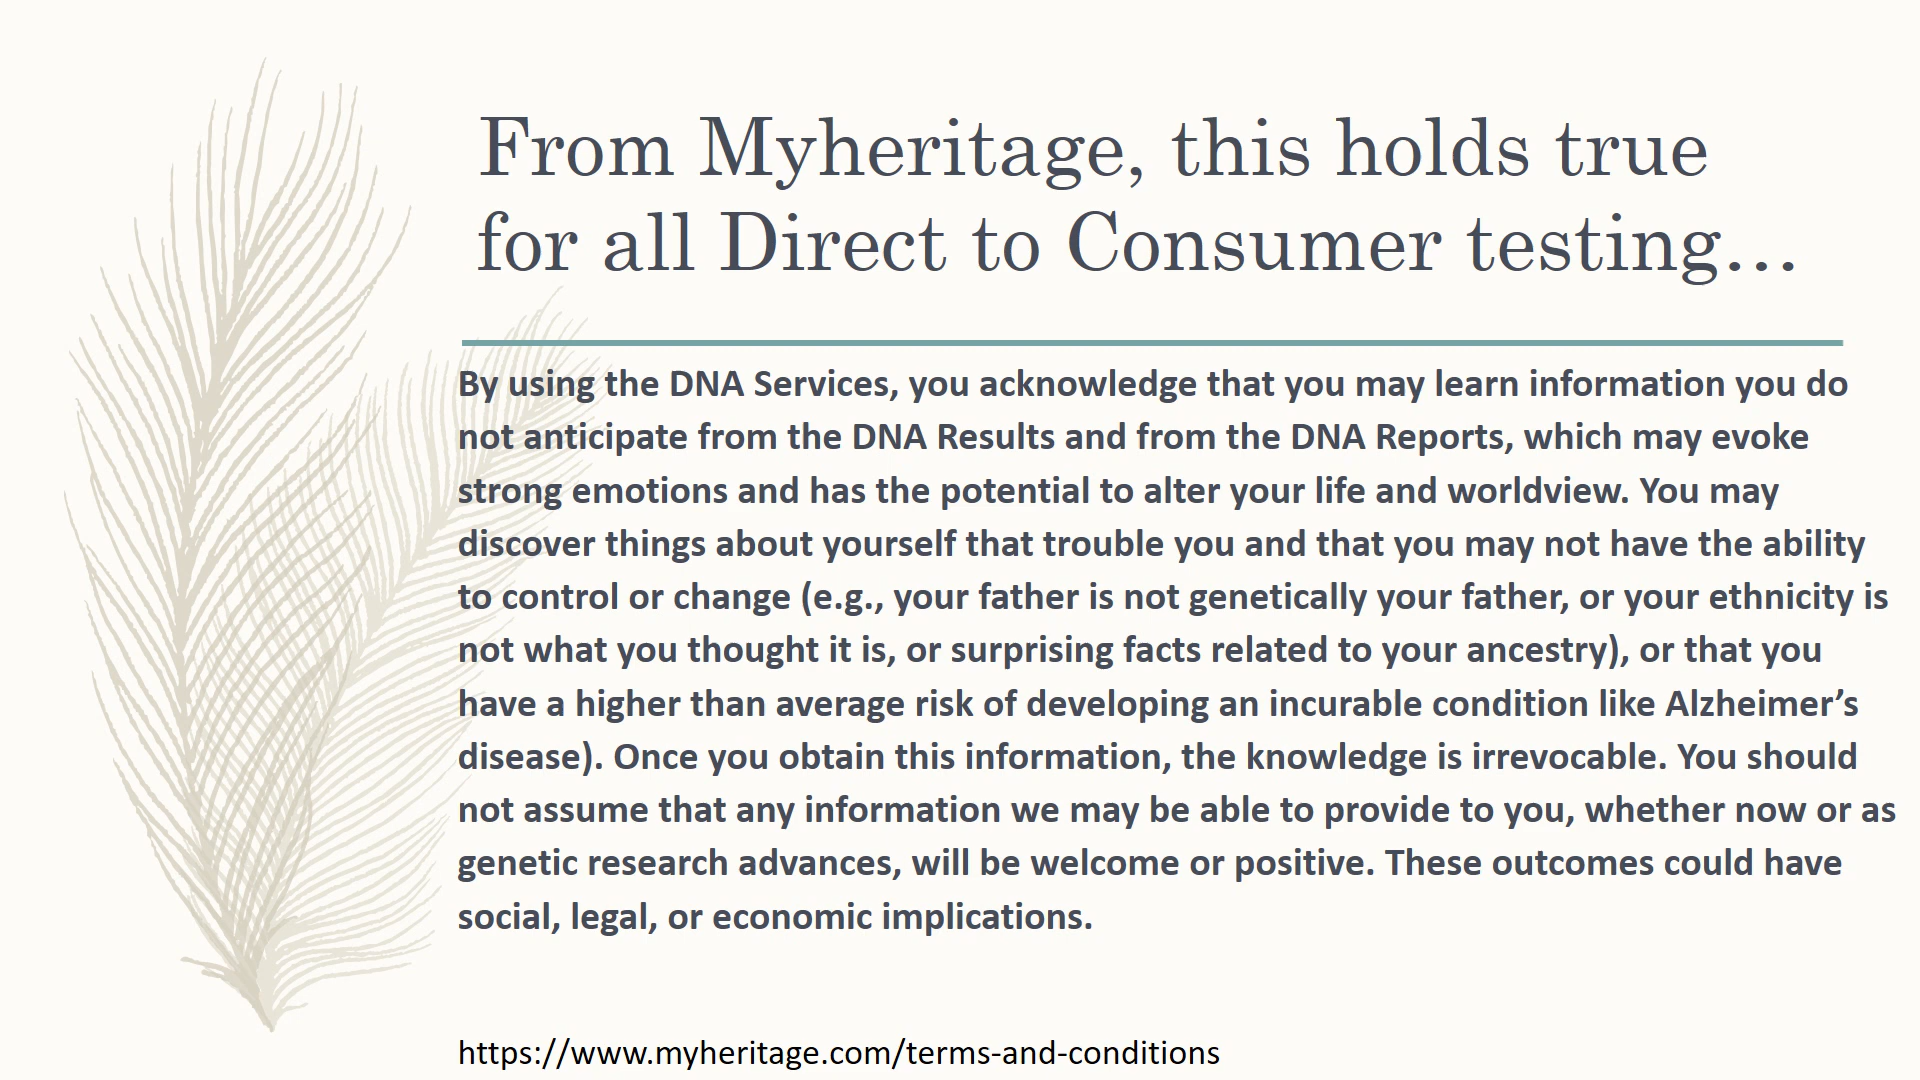 From Myheritage, this holds true
for all Direct to Consumer testing...
By using the DNA Services, you acknowledge that you may learn information you do
not anticipate from the DNA Results and from the DNA Reports, which may evoke
strong emotions and has the potential to alter your life and worldview. You may
discover things about yourself that trouble you and that you may not have the ability
to control or change (e.g., your father is not genetically your father, or your ethnicity is
not what you thought it is, or surprising facts related to your ancestry), or that you
have a higher than average risk of developing an incurable condition like Alzheimer’s
disease). Once you obtain this information, the knowledge is irrevocable. You should
not assume that any information we may be able to provide to you, whether now or as
genetic research advances, will be welcome or positive. These outcomes could have
social, legal, or economic implications.
https://www.myheritage.com/terms-and-conditions